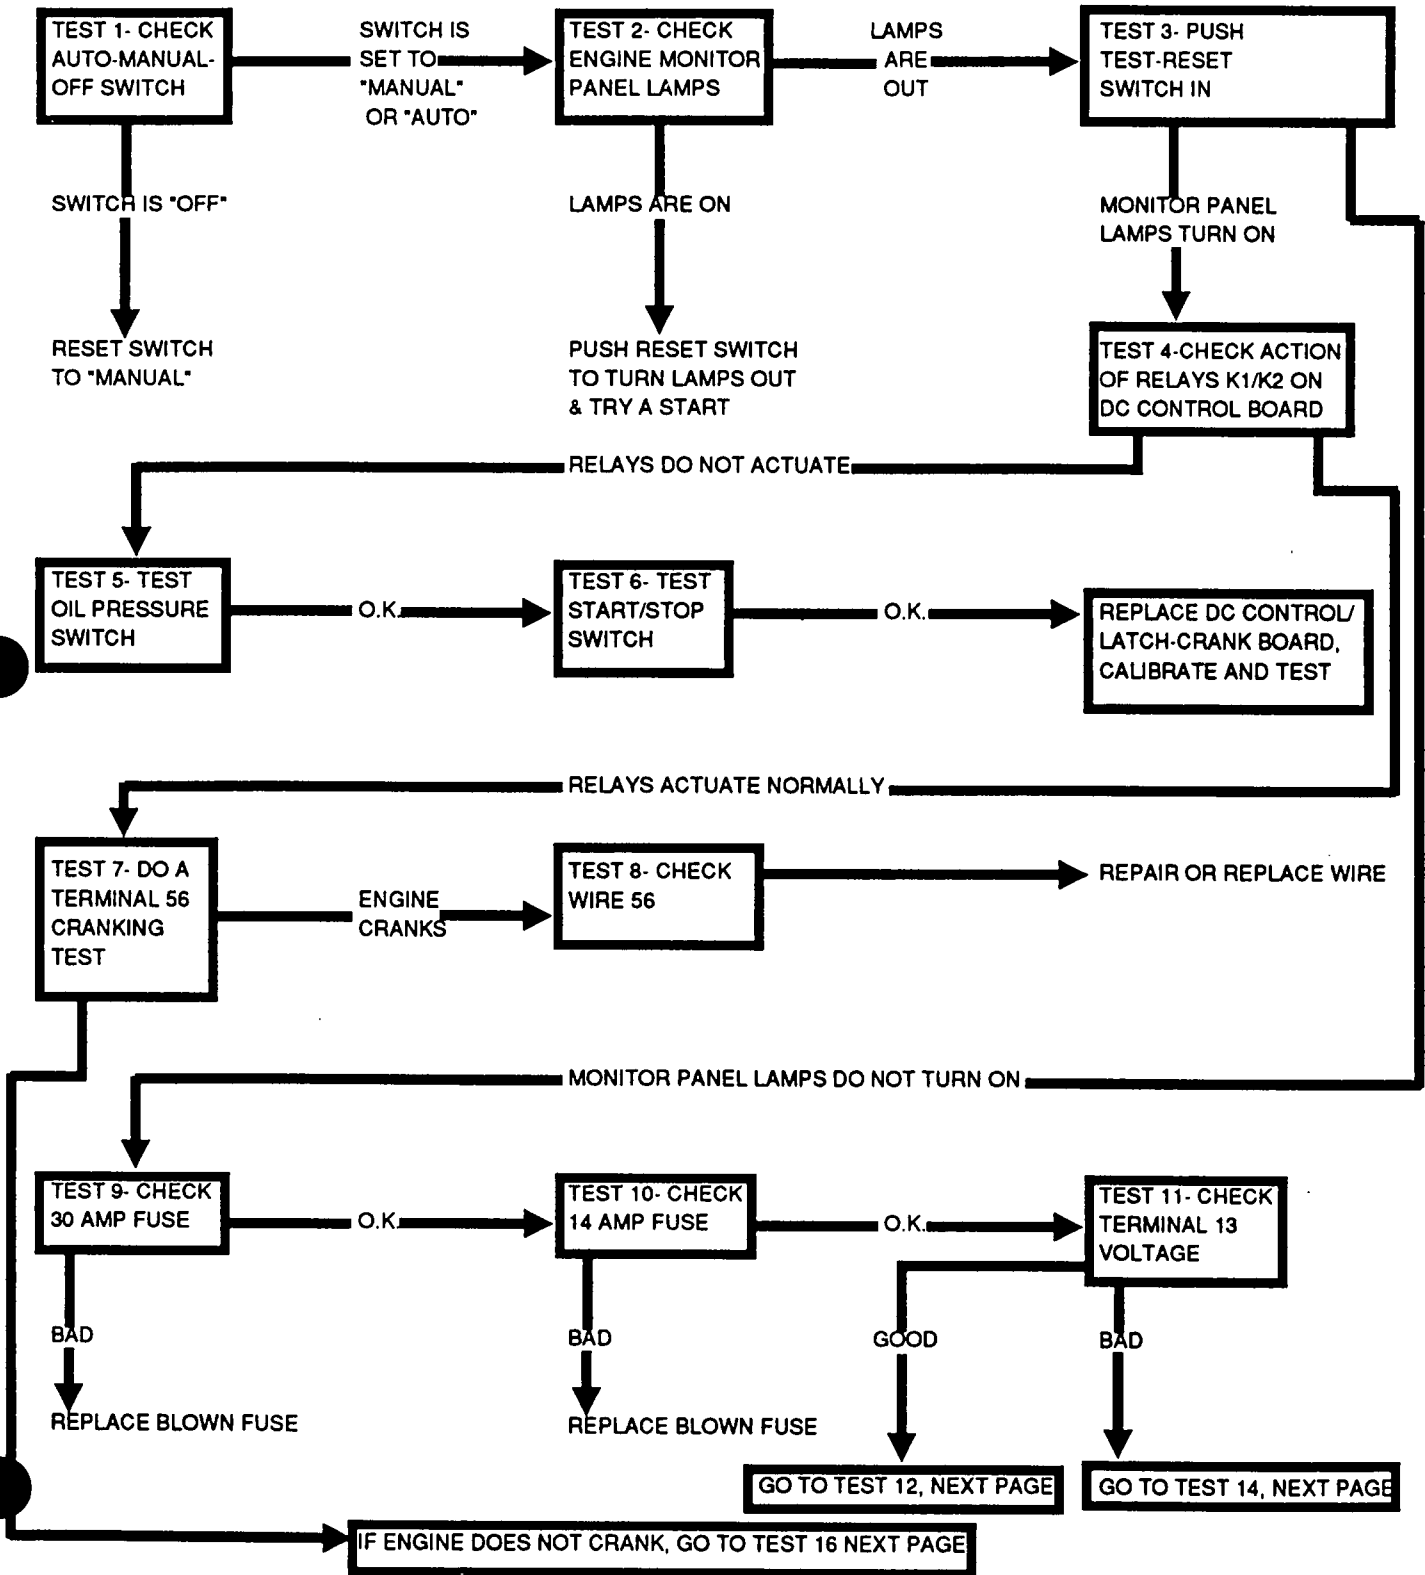 TEST 1- CHECK
AUTO-MANUAL-
OFF SWITCH
SWITCH IS
SET TO
"MANUAL"
OR "AUTO"
TEST 2- CHECK
ENGINE MONITOR
PANEL LAMPS
LAMPS
ARE
OUT
TEST 3- PUSH
TEST-RESET
SWITCH IN
SWITCH IS "OFF"
LAMPS ARE ON
MONITOR PANEL
LAMPS TURN ON
RESET SWITCH
TO "MANUAL"
PUSH RESET SWITCH
TO TURN LAMPS OUT
& TRY A START
TEST 4-CHECK ACTION
OF RELAYS K1/K2 ON
DC CONTROL BOARD
RELAYS DO NOT ACTUATE
TEST 5- TEST
OIL PRESSURE
SWITCH
O.K.
TEST 6- TEST
START/STOP
SWITCH
O.K.
REPLACE DC CONTROL/
LATCH-CRANK BOARD,
CALIBRATE AND TEST
RELAYS ACTUATE NORMALLY
TEST 7- DO A
TERMINAL 56
CRANKING
TEST
ENGINE
CRANKS
TEST 8- CHECK
WIRE 56
REPAIR OR REPLACE WIRE
MONITOR PANEL LAMPS DO NOT TURN ON
TEST 9- CHECK
30 AMP FUSE
O.K.
TEST 10- CHECK
14 AMP FUSE
O.K.
TEST 11- CHECK
TERMINAL 13
VOLTAGE
BAD
BAD
GOOD
BAD
REPLACE BLOWN FUSE
REPLACE BLOWN FUSE
GO TO TEST 12, NEXT PAGE
GO TO TEST 14, NEXT PAGE
IF ENGINE DOES NOT CRANK, GO TO TEST 16 NEXT PAGE